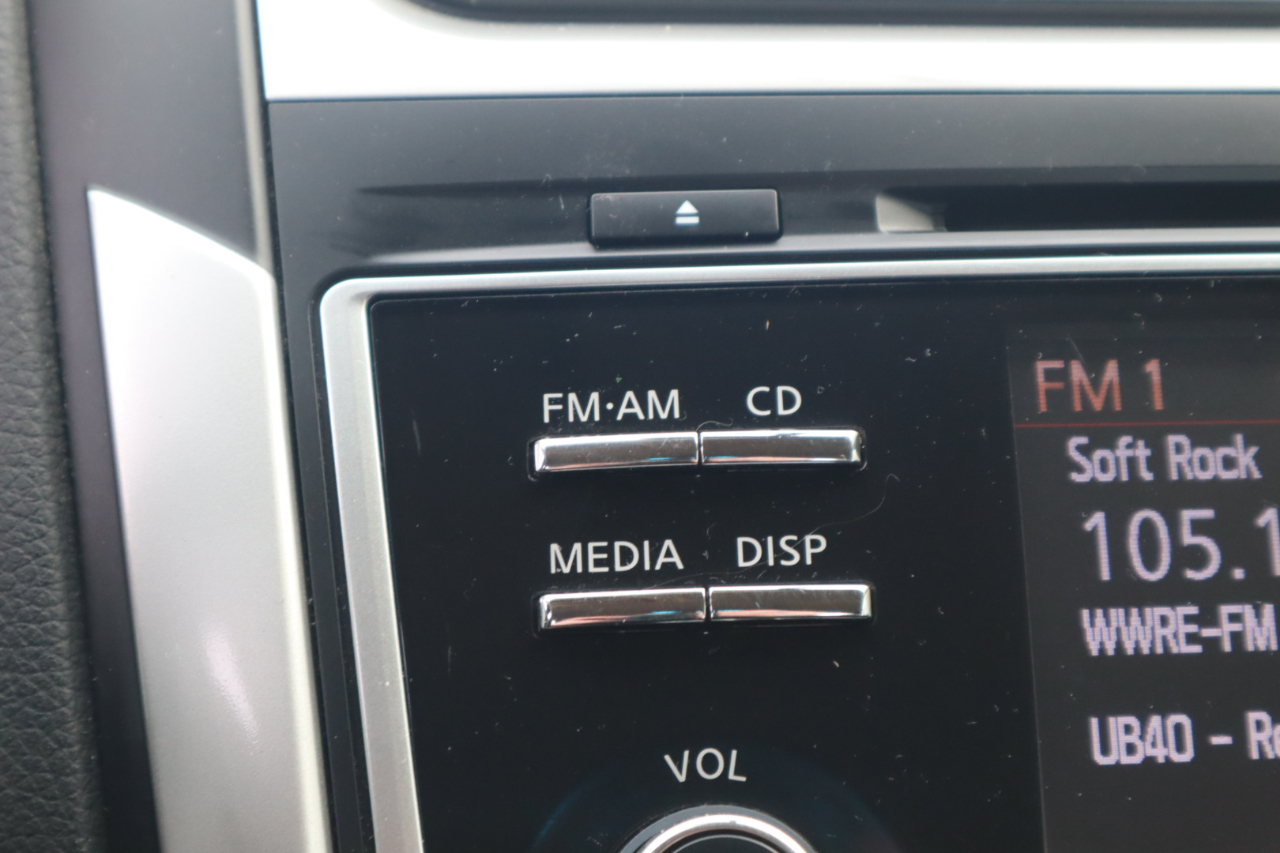 FM·AM CD
MEDIA DISP
VOL
FM 1
Soft Rock
105.1
WWRE-FM
UB40 -